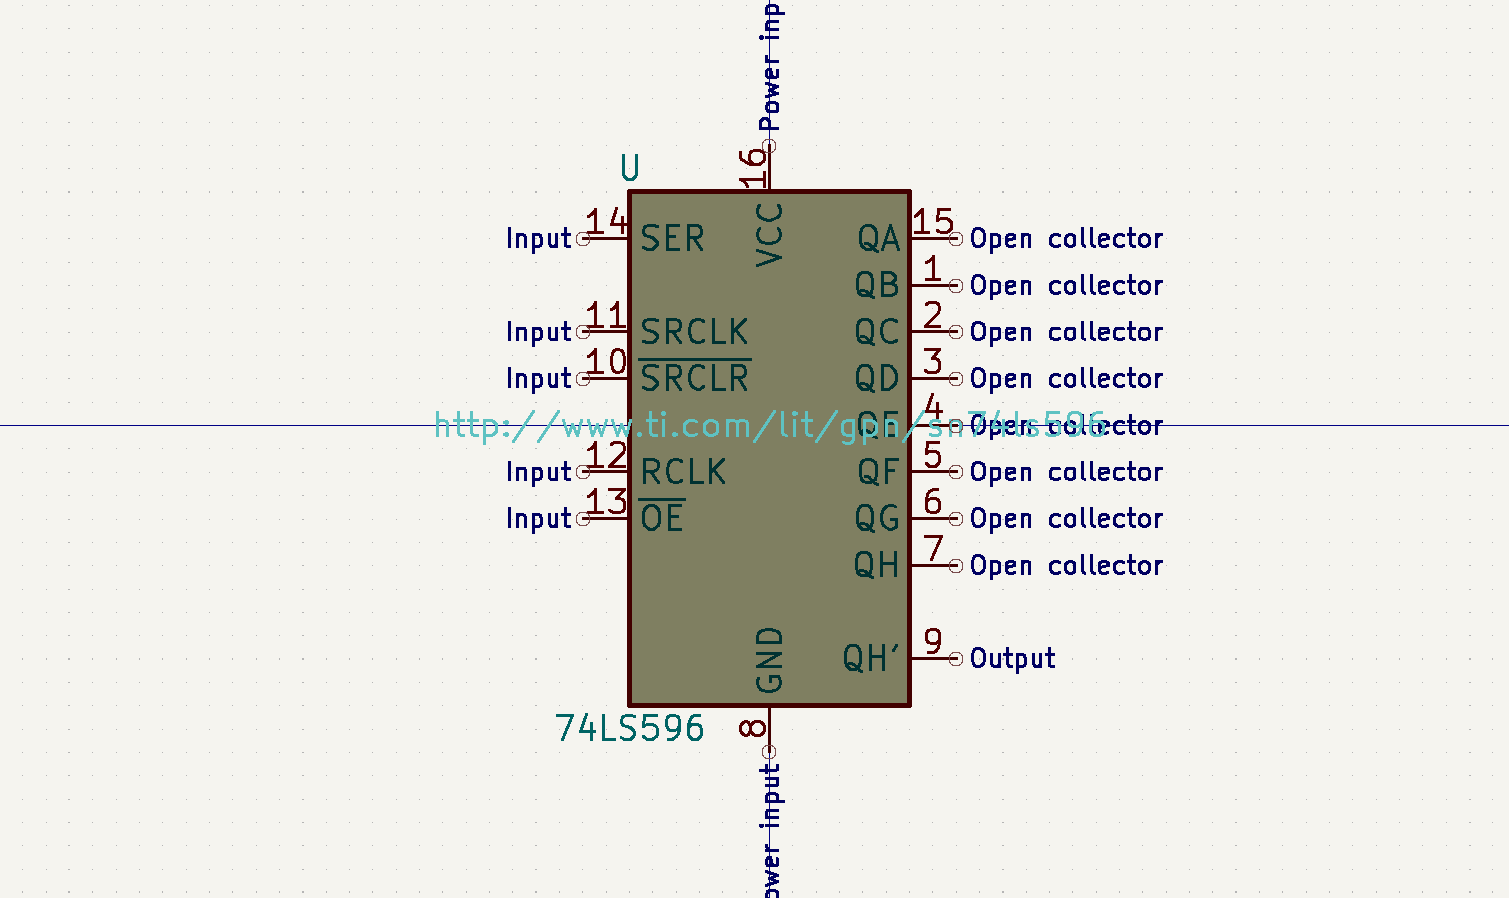 Power inp
16
U
VCC
14
Input
SER
11
Input
SRCLK
10
Input
SRCLR
http://www.ti.com/lit/gpn/sn74ls596
12
Input
RCLK
13
Input
OE
15
QA
Open collector
1
QB
Open collector
2
QC
Open collector
3
QD
Open collector
4
QE
Open collector
5
QF
Open collector
6
QG
Open collector
7
QH
Open collector
9
QH'
Output
GND
74LS596
8
ower input